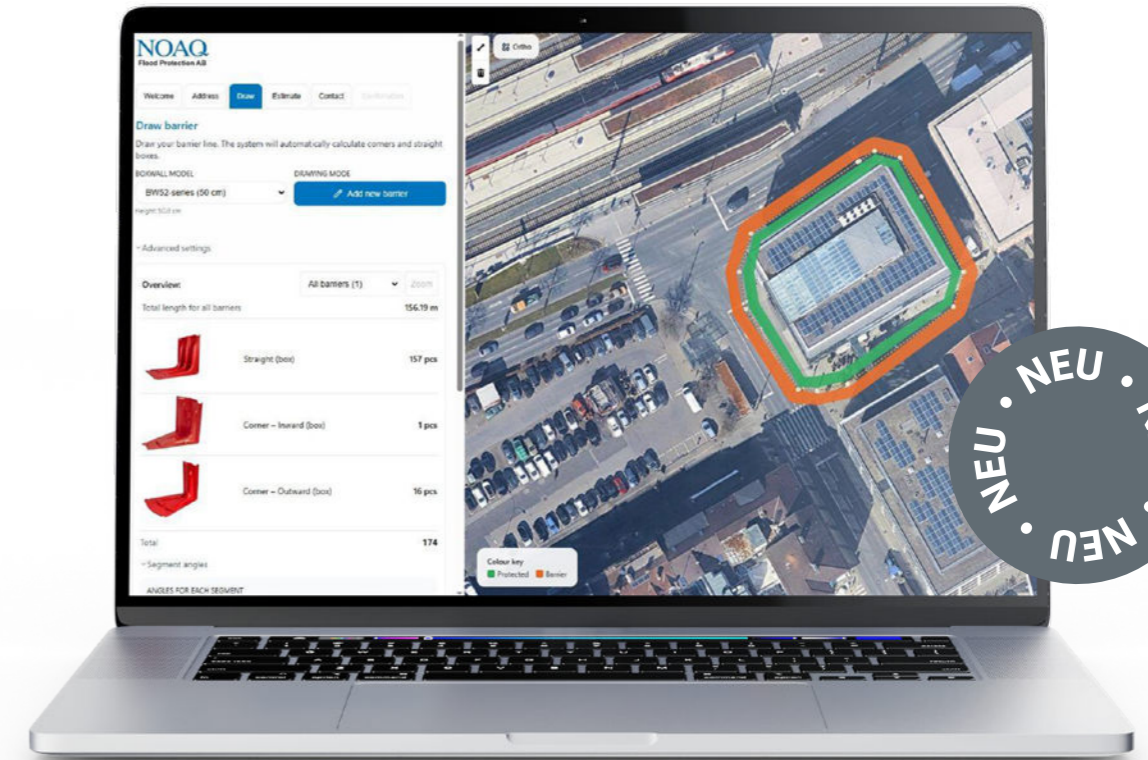 NOAQ
Flood Protection AB
Welcome Address Draw Estimate Contact Confirmation
Draw barrier
Draw your barrier line. The system will automatically calculate corners and straight
boxes.
BOXWALL MODEL DRAWING MODE
BW52-series (50 cm) Add new barrier
Height: 50.0 cm
Advanced settings
Overview: All barriers (1) Zoom
Total length for all barriers 156.19 m
Straight (box) 157 pcs
Corner – Inward (box) 1 pcs
Corner – Outward (box) 16 pcs
Total 174
Segment angles
ANGLES FOR EACH SEGMENT
Ortho
Colour key
Protected Barrier
NEU • NEU • NEU •